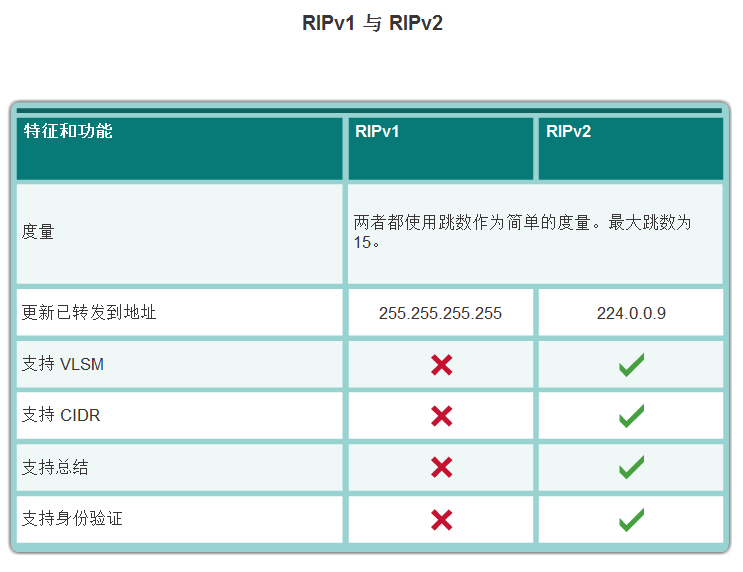 RIPv1 与 RIPv2
特征和功能 RIPv1 RIPv2
度量
两者都使用跳数作为简单的度量。最大跳数为
15。
更新已转发到地址 255.255.255.255 224.0.0.9
支持 VLSM
支持 CIDR
支持总结
支持身份验证